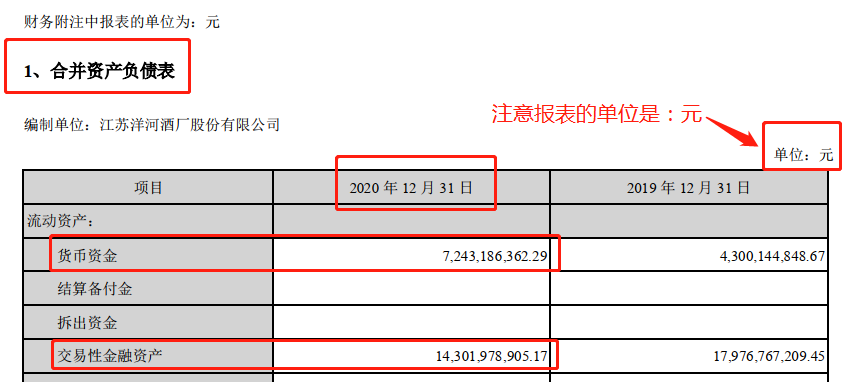 财务附注中报表的单位为：元
1、合并资产负债表
编制单位：江苏洋河酒厂股份有限公司
注意报表的单位是：元
单位：元
项目 2020 年 12 月 31 日 2019 年 12 月 31 日
流动资产：
货币资金 7,243,186,362.29 4,300,144,848.67
结算备付金
拆出资金
交易性金融资产 14,301,978,905.17 17,976,767,209.45